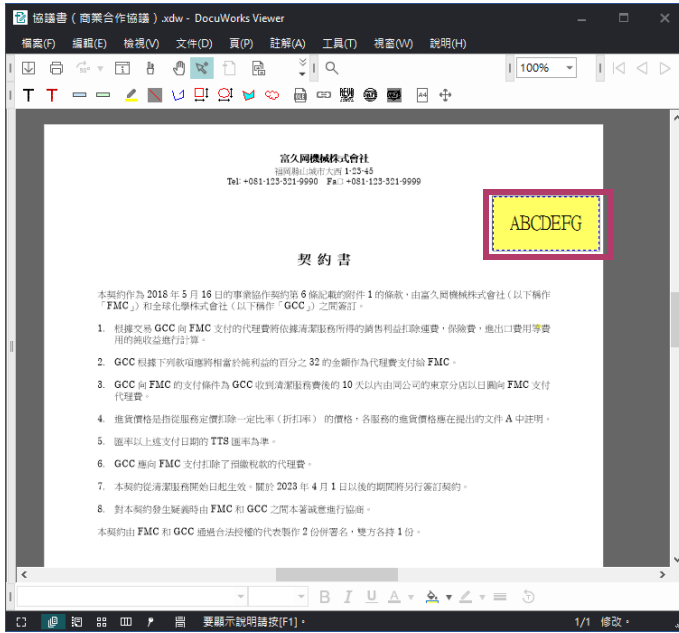 協議書（商業合作協議）.xdw - DocuWorks Viewer
檔案(F) 編輯(E) 檢視(V) 文件(D) 頁(P) 註解(A) 工具(T) 視窗(W) 說明(H)
100%
T T
A4
富久岡機械株式會社
福岡縣山城市大西 1-23-45
Tel: +081-123-321-9990 Fa□ +081-123-321-9999
ABCDEFG
契 約 書
本契約作為 2018 年 5 月 16 日的事業協作契約第 6 條記載的附件 1 的條款，由富久岡機械株式會社（以下稱作
「FMC」）和全球化學株式會社（以下稱作「GCC」）之間簽訂。
1. 根據交易 GCC 向 FMC 支付的代理費將依據清潔服務所得的銷售利益扣除運費，保險費，進出口費用等費
用的純收益進行計算。
2. GCC 根據下列款項應將相當於純利益的百分之 32 的金額作為代理費支付給 FMC。
3. GCC 向 FMC 的支付條件為 GCC 收到清潔服務費後的 10 天以內由同公司的東京分店以日圓向 FMC 支付
代理費。
4. 進貨價格是指從服務定價扣除一定比率（折扣率） 的價格，各服務的進貨價格應在提出的文件 A 中註明。
5. 匯率以上述支付日期的 TTS 匯率為準。
6. GCC 應向 FMC 支付扣除了預繳稅款的代理費。
7. 本契約從清潔服務開始日起生效。關於 2023 年 4 月 1 日以後的期間將另行簽訂契約。
8. 對本契約發生疑義時由 FMC 和 GCC 之間本著誠意進行協商。
本契約由 FMC 和 GCC 通過合法授權的代表製作 2 份併署名，雙方各持 1 份。
B I U A
要顯示說明請按[F1]。 1/1 修改。